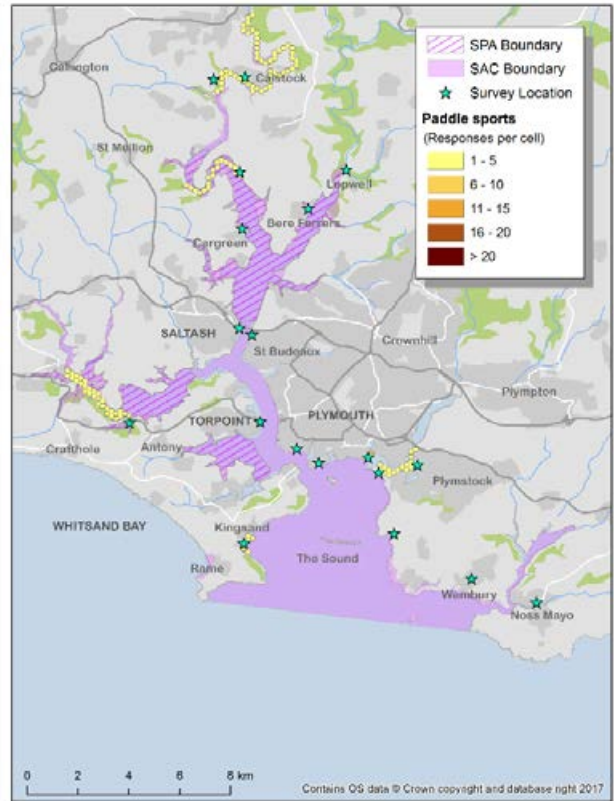 SPA Boundary
SAC Boundary
Survey Location
Paddle sports
(Responses per cell)
1 - 5
6 - 10
11 - 15
16 - 20
> 20
Callington
Calstock
St Mellion
Lopwell
Bere Ferrers
Cargreen
SALTASH
St Budeaux
Crownhill
Plympton
TORPOINT
PLYMOUTH
Crafthole
Antony
Plymstock
WHITSAND BAY
Kingsand
The Sound
Rame
Wembury
Noss Mayo
0 2 4 6 8 km
Contains OS data © Crown copyright and database right 2017